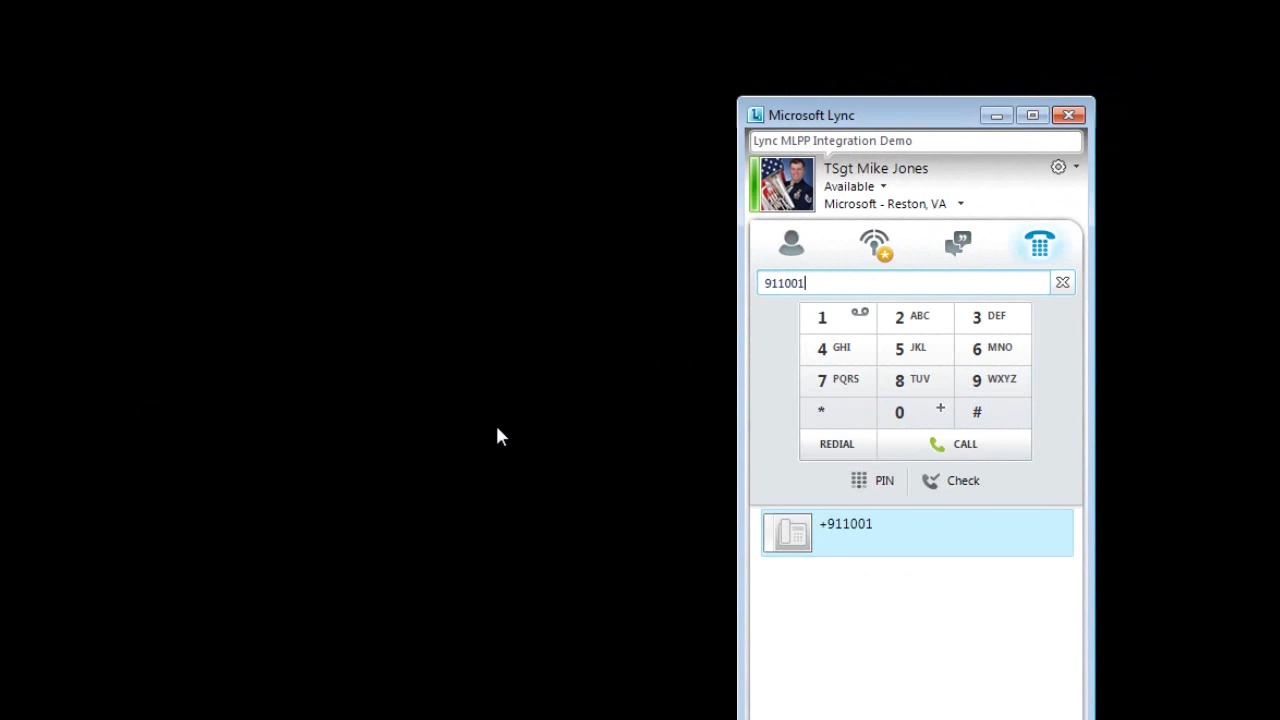 Microsoft Lync
Lync MLPP Integration Demo
TSgt Mike Jones
Available
Microsoft - Reston, VA
911001
1 2 ABC 3 DEF
4 GHI 5 JKL 6 MNO
7 PQRS 8 TUV 9 WXYZ
* 0 + #
REDIAL CALL
PIN Check
+911001